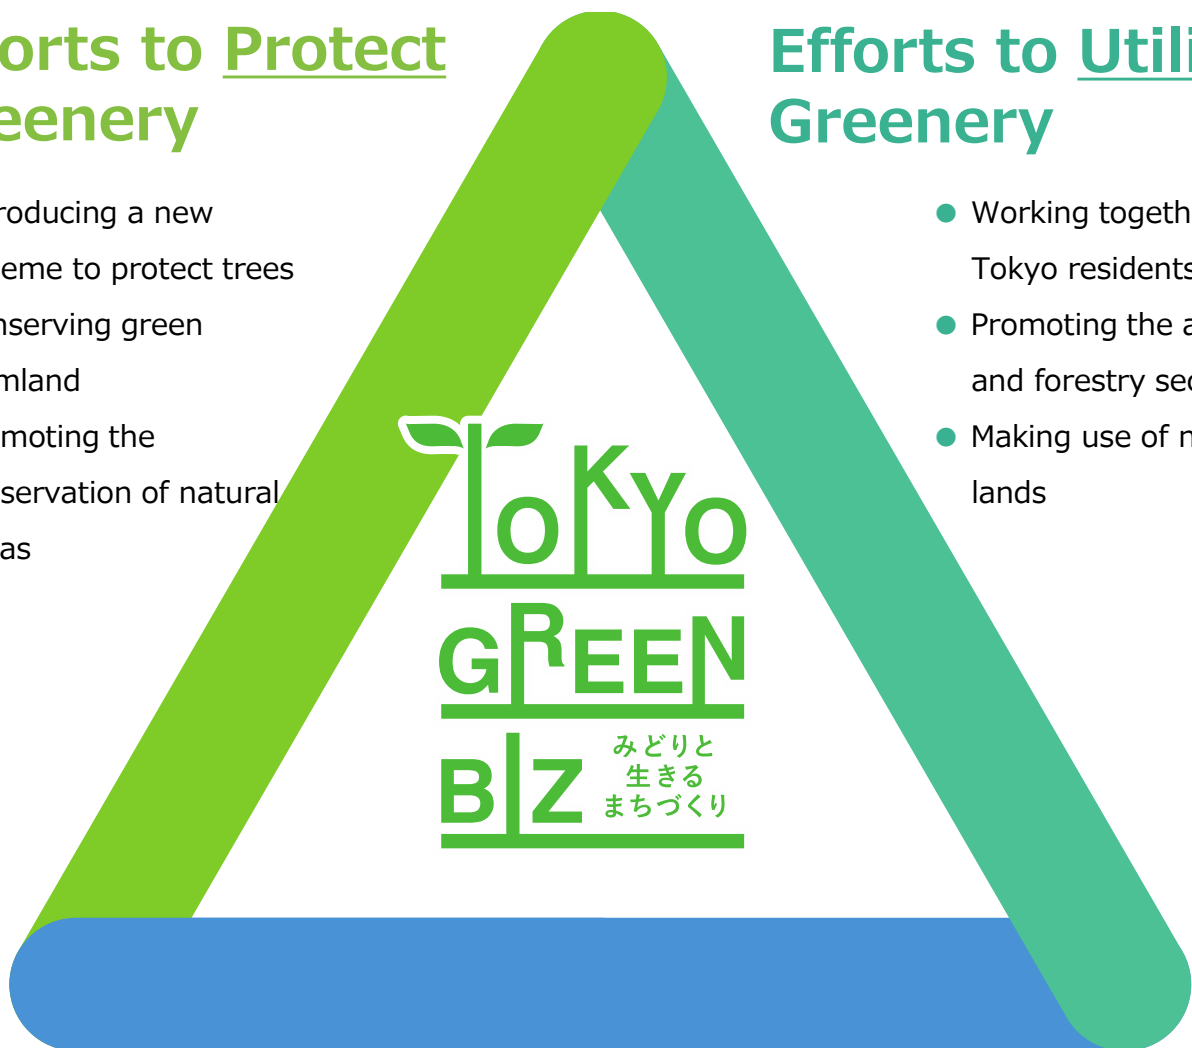 orts to Protect
eenery
roducing a new
eme to protect trees
nserving green
mland
moting the
servation of natural
as
Efforts to Utili
Greenery
● Working togeth
Tokyo residents
● Promoting the a
and forestry sec
● Making use of n
lands
TOKYO
GREEN
BIZ
みどりと
生きる
まちづくり